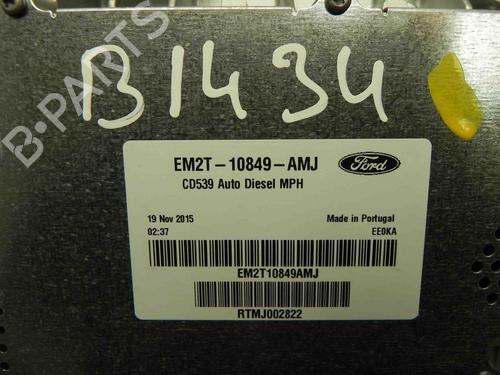 B1434
B-PARTS
EM2T-10849-AMJ
Ford
CD539 Auto Diesel MPH
19 Nov 2015
Made in Portugal
02:37
EE0KA
EM2T10849AMJ
RTMJ002822